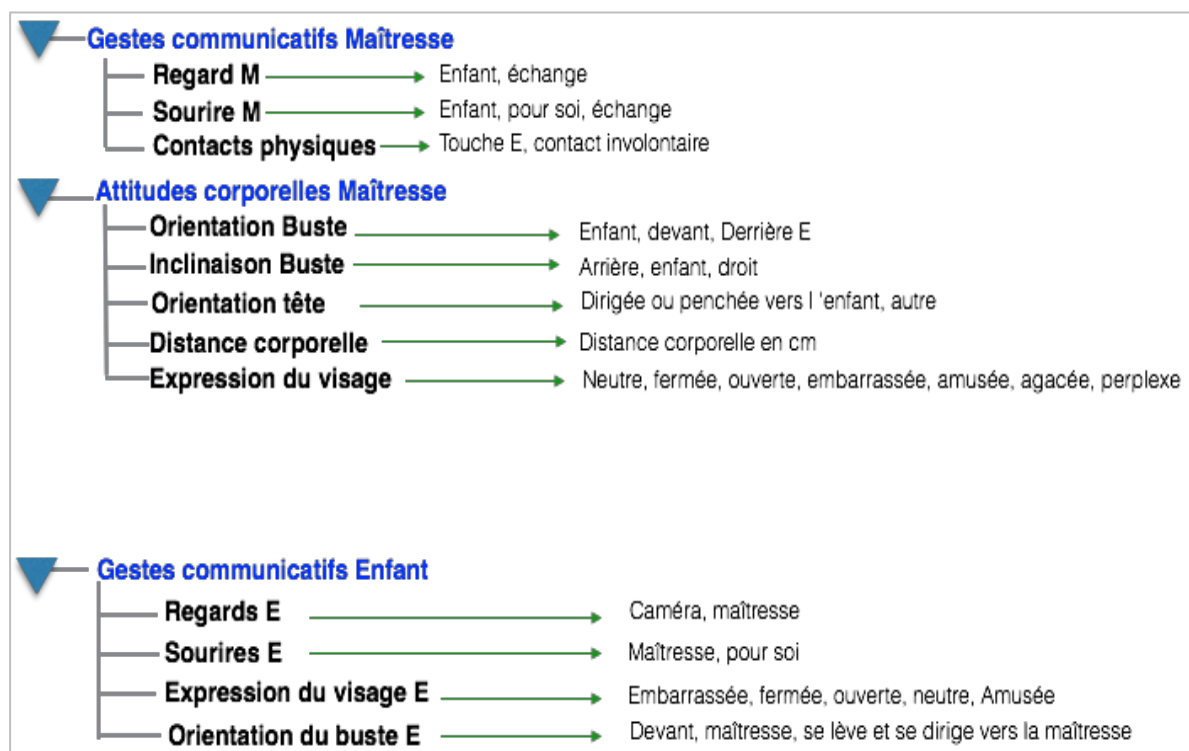 Gestes communicatifs Maîtresse
Regard M Enfant, échange
Sourire M Enfant, pour soi, échange
Contacts physiques Touche E, contact involontaire
Attitudes corporelles Maîtresse
Orientation Buste Enfant, devant, Derrière E
Inclinaison Buste Arrière, enfant, droit
Orientation tête Dirigée ou penchée vers l 'enfant, autre
Distance corporelle Distance corporelle en cm
Expression du visage Neutre, fermée, ouverte, embarrassée, amusée, agacée, perplexe
Gestes communicatifs Enfant
Regards E Caméra, maîtresse
Sourires E Maîtresse, pour soi
Expression du visage E Embarrassée, fermée, ouverte, neutre, Amusée
Orientation du buste E Devant, maîtresse, se lève et se dirige vers la maîtresse